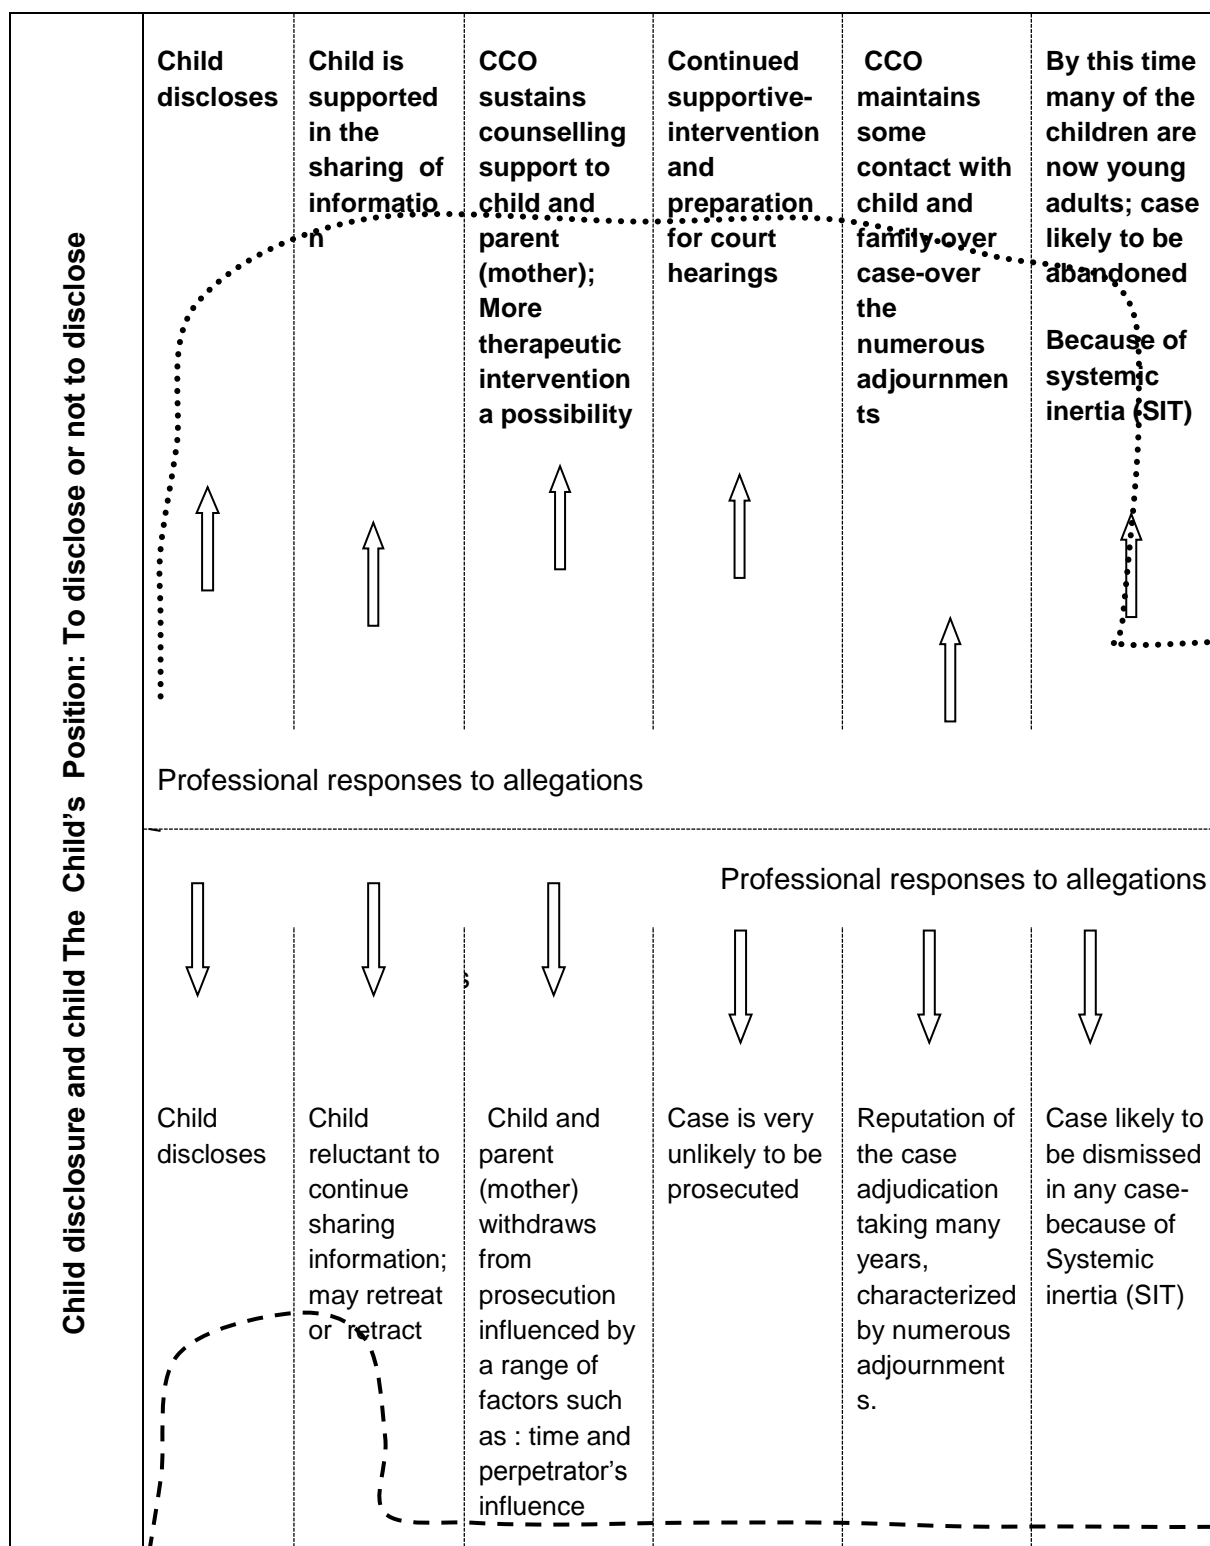 Child disclosure and child The Child’s Position: To disclose or not to disclose
Child
discloses
Child is
supported
in the
sharing of
informatio
n
CCO
sustains
counselling
support to
child and
parent
(mother);
More
therapeutic
intervention
a possibility
Continued
supportive-
intervention
and
preparation
for court
hearings
CCO
maintains
some
contact with
child and
family over
case-over
the
numerous
adjournmen
ts
By this time
many of the
children are
now young
adults; case
likely to be
abandoned
Because of
systemic
inertia (SIT)
Professional responses to allegations
Professional responses to allegations
Child
discloses
Child
reluctant to
continue
sharing
information;
may retreat
or retract
Child and
parent
(mother)
withdraws
from
prosecution
influenced by
a range of
factors such
as : time and
perpetrator’s
influence
Case is very
unlikely to be
prosecuted
Reputation of
the case
adjudication
taking many
years,
characterized
by numerous
adjournment
s.
Case likely to
be dismissed
in any case-
because of
Systemic
inertia (SIT)